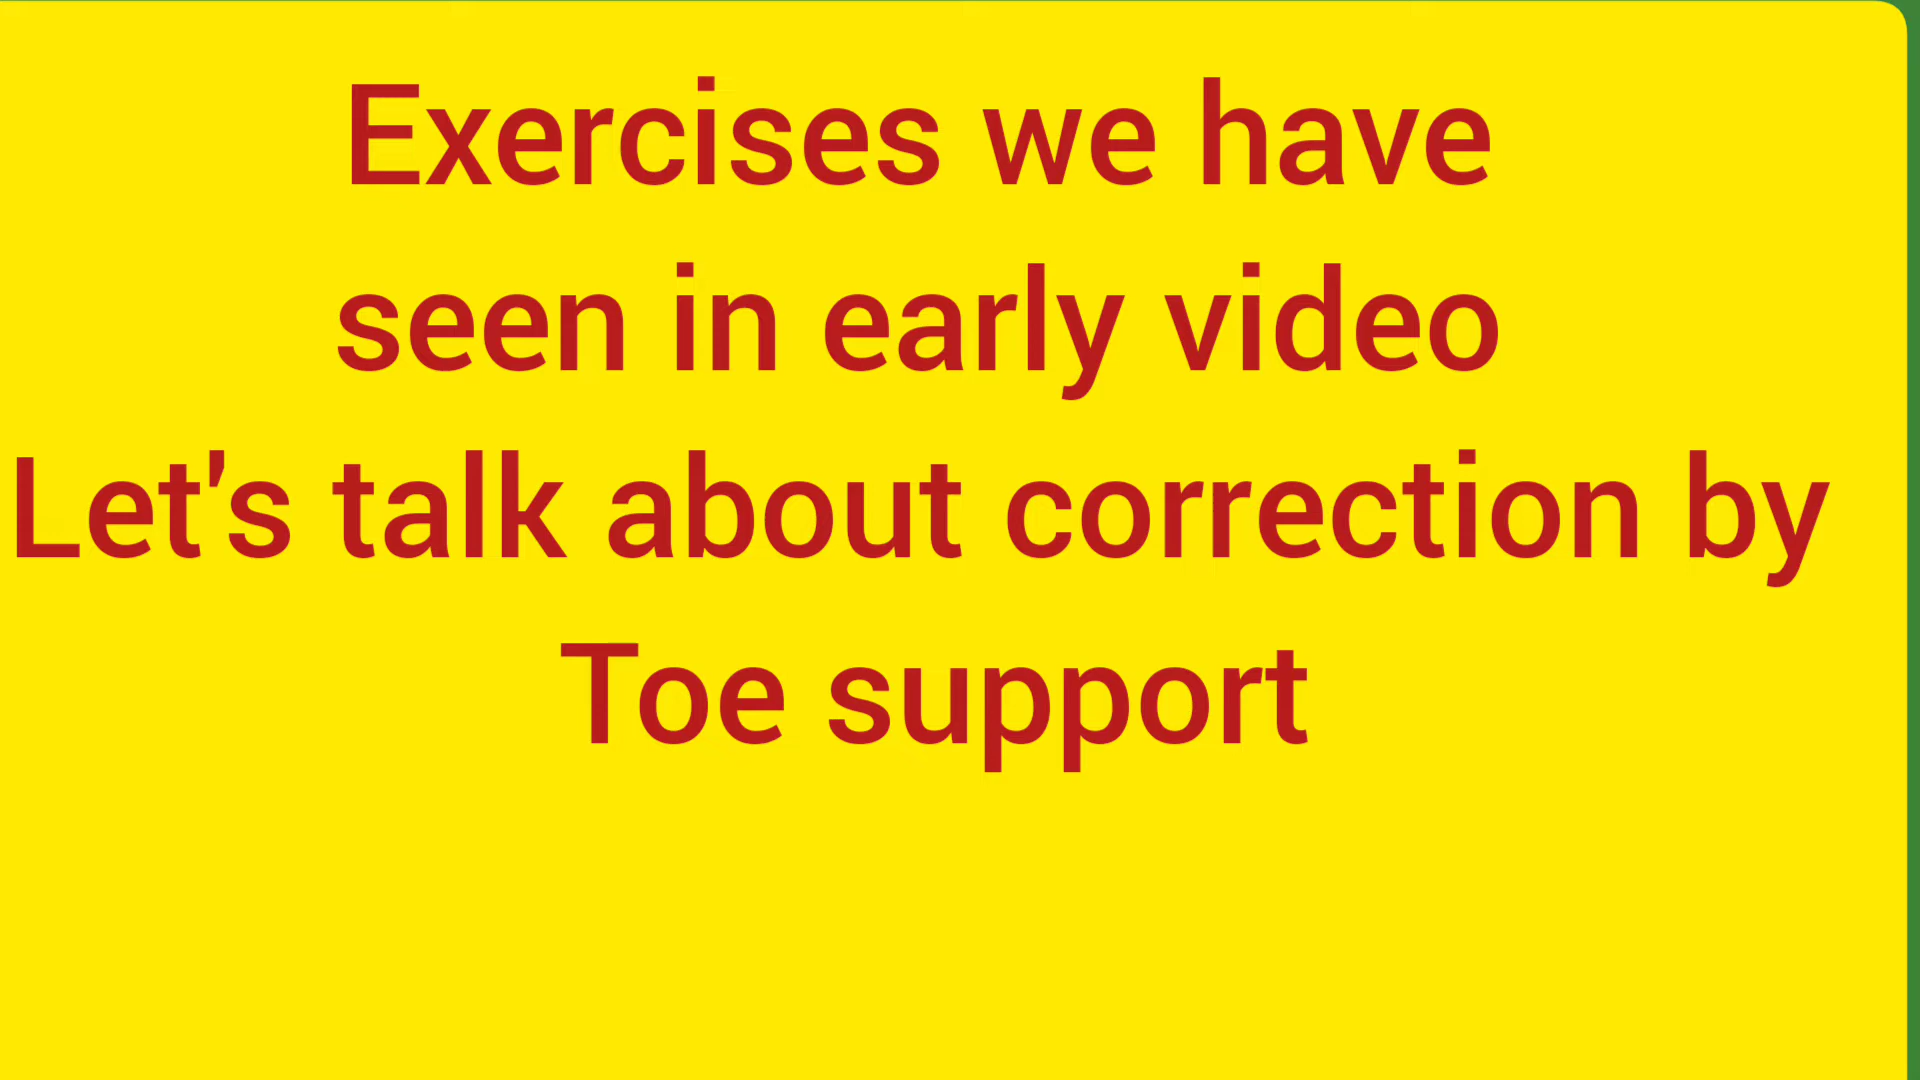 Exercises we have
seen in early video
Let's talk about correction by
Toe support